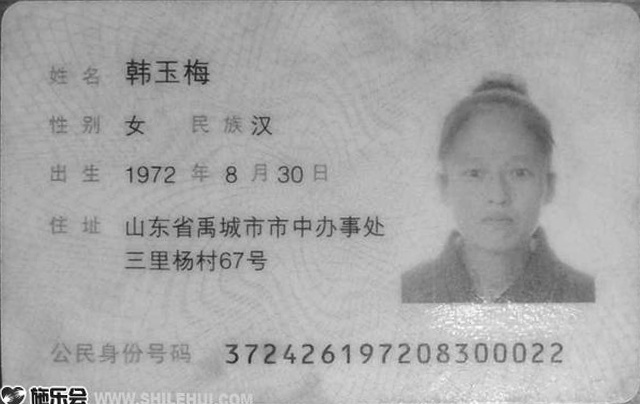 姓名 韩玉梅
性别 女 民族 汉
出生 1972 年 8 月 30 日
住址 山东省禹城市市中办事处
三里杨村67号
公民身份号码 372426197208300022
施乐会 WWW.SHILEHUI.COM